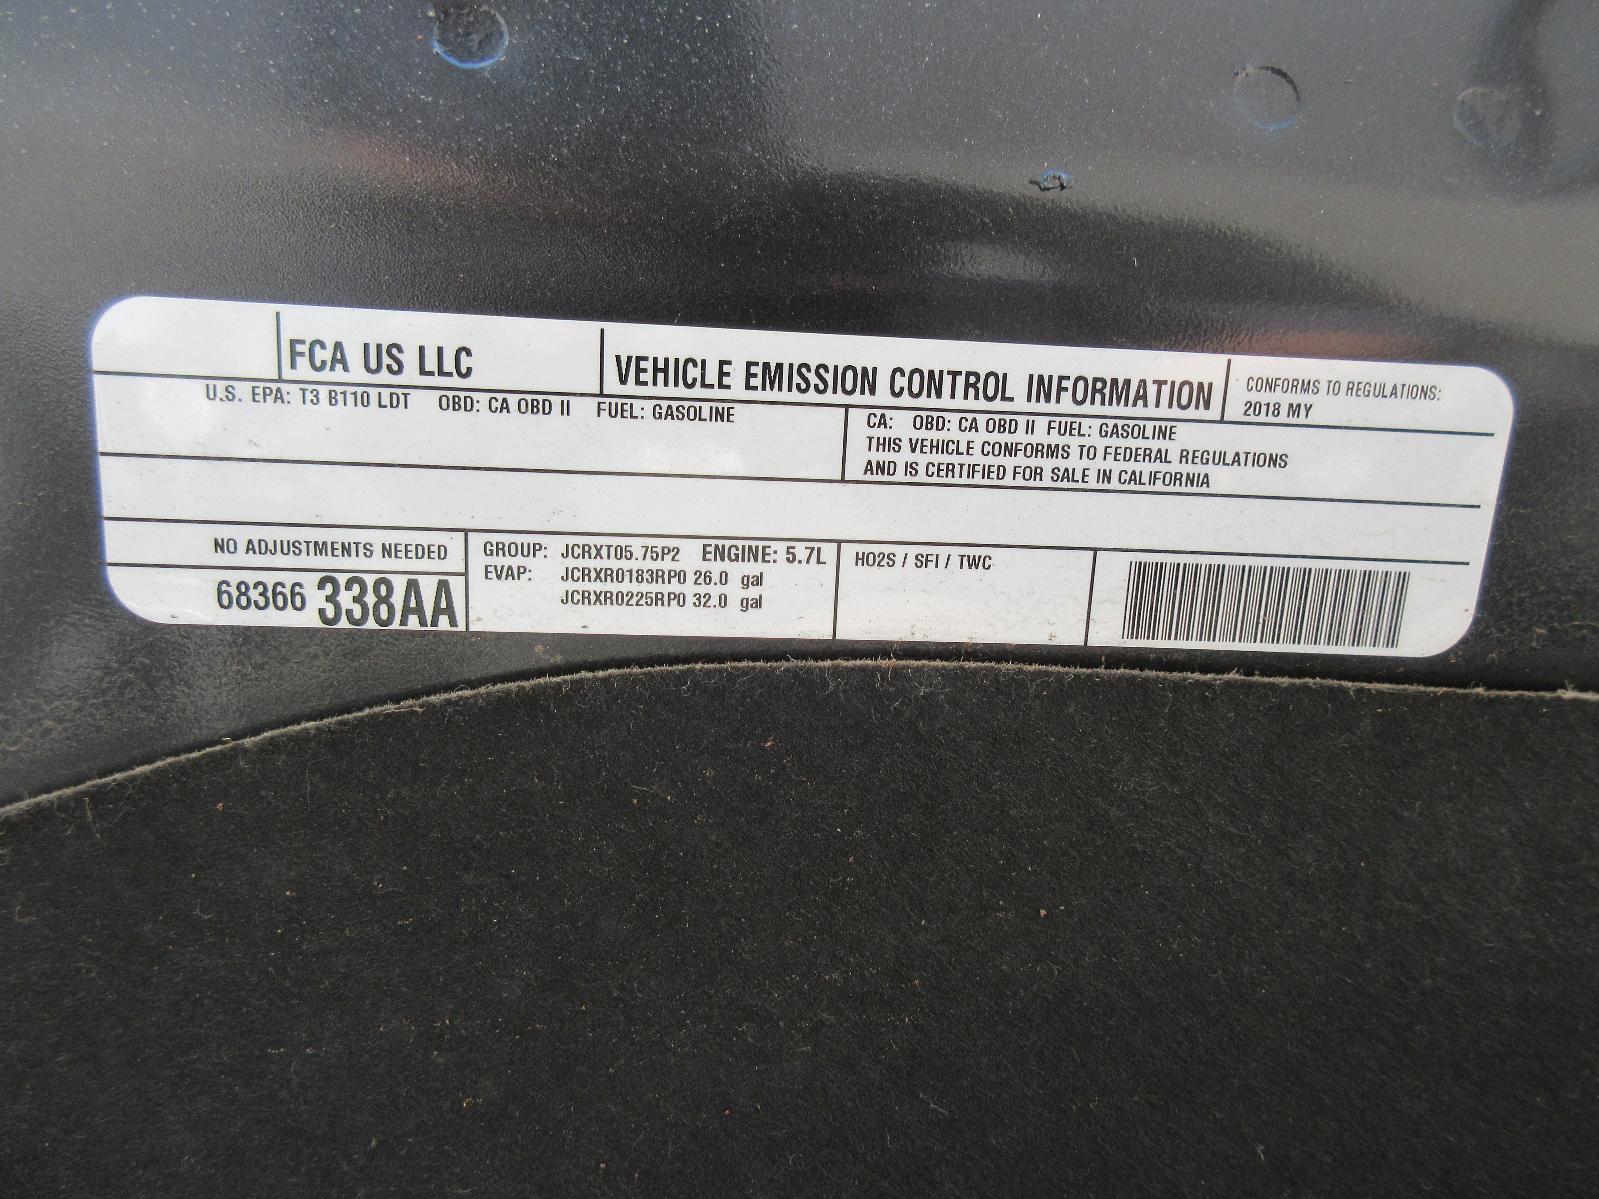 FCA US LLC
VEHICLE EMISSION CONTROL INFORMATION
CONFORMS TO REGULATIONS:
2018 MY
U.S. EPA: T3 B110 LDT OBD: CA OBD II FUEL: GASOLINE
CA: OBD: CA OBD II FUEL: GASOLINE
THIS VEHICLE CONFORMS TO FEDERAL REGULATIONS
AND IS CERTIFIED FOR SALE IN CALIFORNIA
NO ADJUSTMENTS NEEDED
68366 338AA
GROUP: JCRXT05.75P2 ENGINE: 5.7L
EVAP: JCRXR0183RP0 26.0 gal
JCRXR0225RP0 32.0 gal
HO2S / SFI / TWC